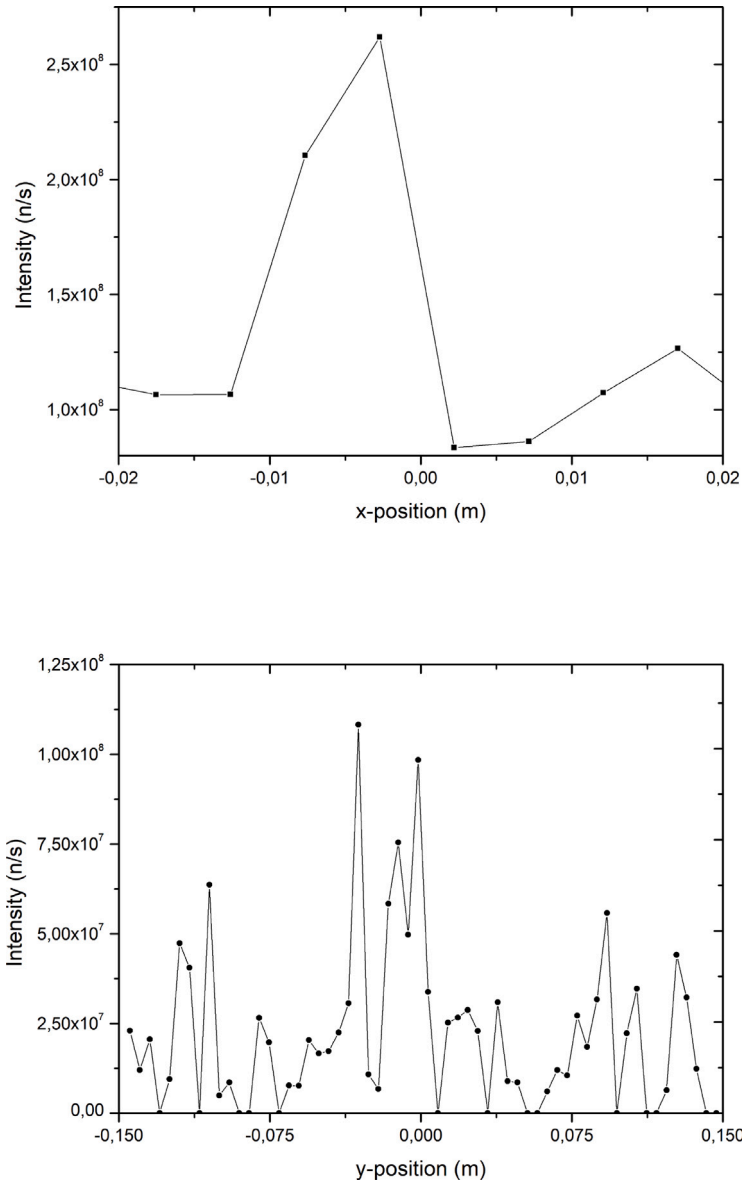 2,5x10⁸
2,0x10⁸
1,5x10⁸
1,0x10⁸
Intensity (n/s)
-0,02 -0,01 0,00 0,01 0,02
x-position (m)
1,25x10⁸
1,00x10⁸
7,50x10⁷
5,00x10⁷
2,50x10⁷
0,00
Intensity (n/s)
-0,150 -0,075 0,000 0,075 0,150
y-position (m)